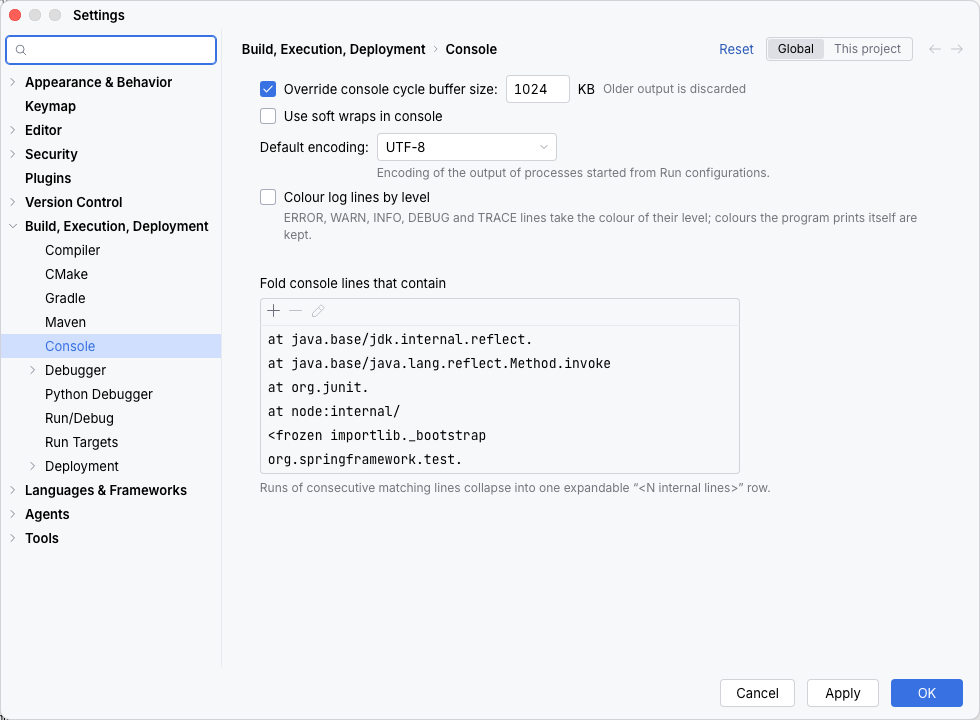 Settings
Build, Execution, Deployment › Console
Reset
Global
This project
Appearance & Behavior
Keymap
Editor
Security
Plugins
Version Control
Build, Execution, Deployment
Compiler
CMake
Gradle
Maven
Console
Debugger
Python Debugger
Run/Debug
Run Targets
Deployment
Languages & Frameworks
Agents
Tools
Override console cycle buffer size: 1024 KB Older output is discarded
Use soft wraps in console
Default encoding: UTF-8
Encoding of the output of processes started from Run configurations.
Colour log lines by level
ERROR, WARN, INFO, DEBUG and TRACE lines take the colour of their level; colours the program prints itself are
kept.
Fold console lines that contain
at java.base/jdk.internal.reflect.
at java.base/java.lang.reflect.Method.invoke
at org.junit.
at node:internal/
<frozen importlib._bootstrap
org.springframework.test.
Runs of consecutive matching lines collapse into one expandable “<N internal lines>” row.
Cancel
Apply
OK